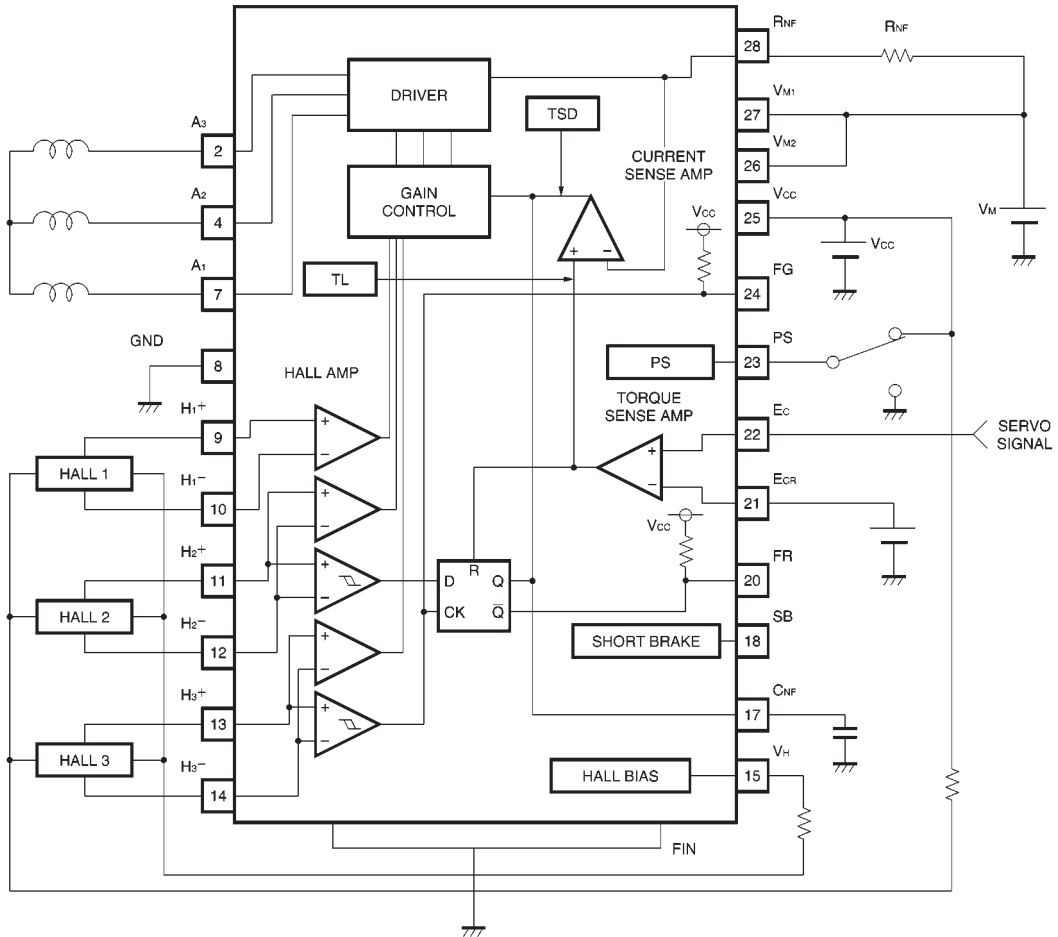 RNF
RNF
28
DRIVER
TSD
VM1
27
A3
2
CURRENT
SENSE AMP
VM2
26
GAIN
CONTROL
VCC
VCC
25
VM
A2
4
VCC
TL
+ −
FG
24
A1
7
GND
8
PS
PS
23
HALL AMP
TORQUE
SENSE AMP
EC
22
SERVO
SIGNAL
H1+
9
+
−
+
−
HALL 1
ECR
21
H1−
10
+
−
VCC
H2+
11
+
−
R
D Q
CK Q̅
FR
20
HALL 2
SB
SHORT BRAKE
18
H2−
12
+
−
H3+
13
+
−
CNF
17
HALL 3
VH
HALL BIAS
15
H3−
14
FIN